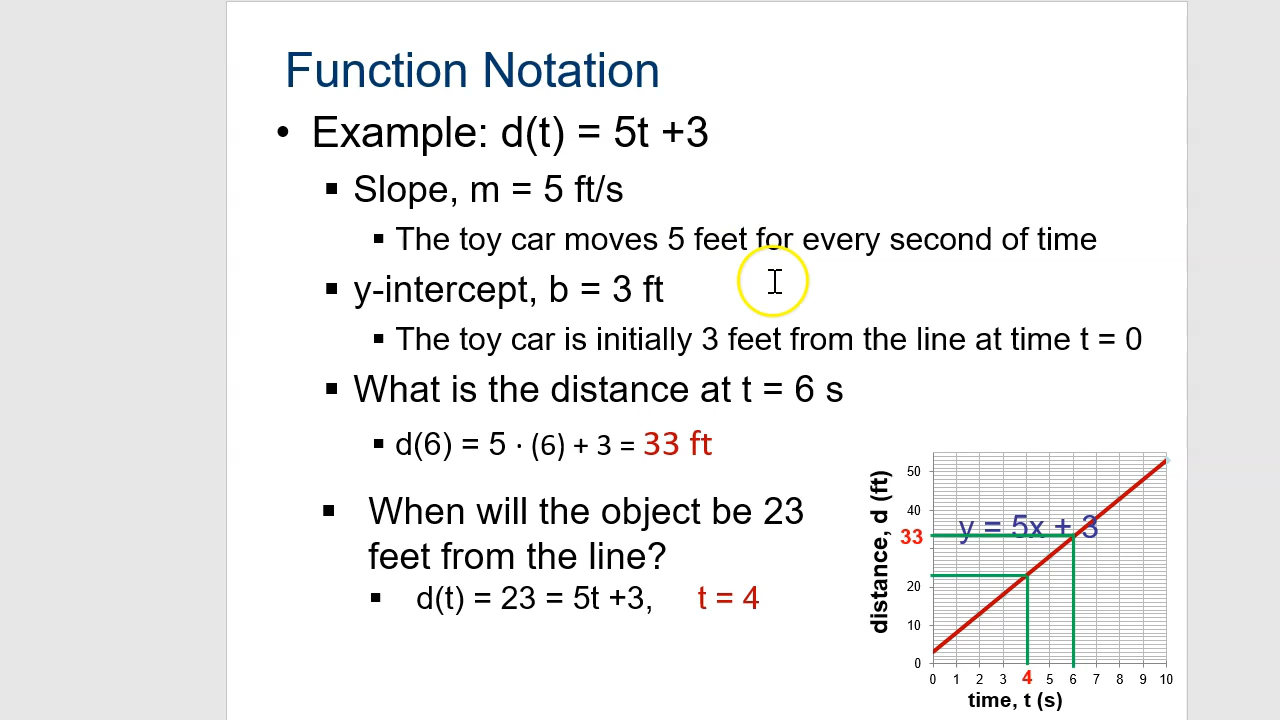 Function Notation
• Example: d(t) = 5t +3
▪ Slope, m = 5 ft/s
▪ The toy car moves 5 feet for every second of time
▪ y-intercept, b = 3 ft
▪ The toy car is initially 3 feet from the line at time t = 0
▪ What is the distance at t = 6 s
▪ d(6) = 5 · (6) + 3 = 33 ft
▪ When will the object be 23
feet from the line?
▪ d(t) = 23 = 5t +3, t = 4
distance, d (ft)
50
40
33
20
10
0
y = 5x + 3
0 1 2 3 4 5 6 7 8 9 10
time, t (s)